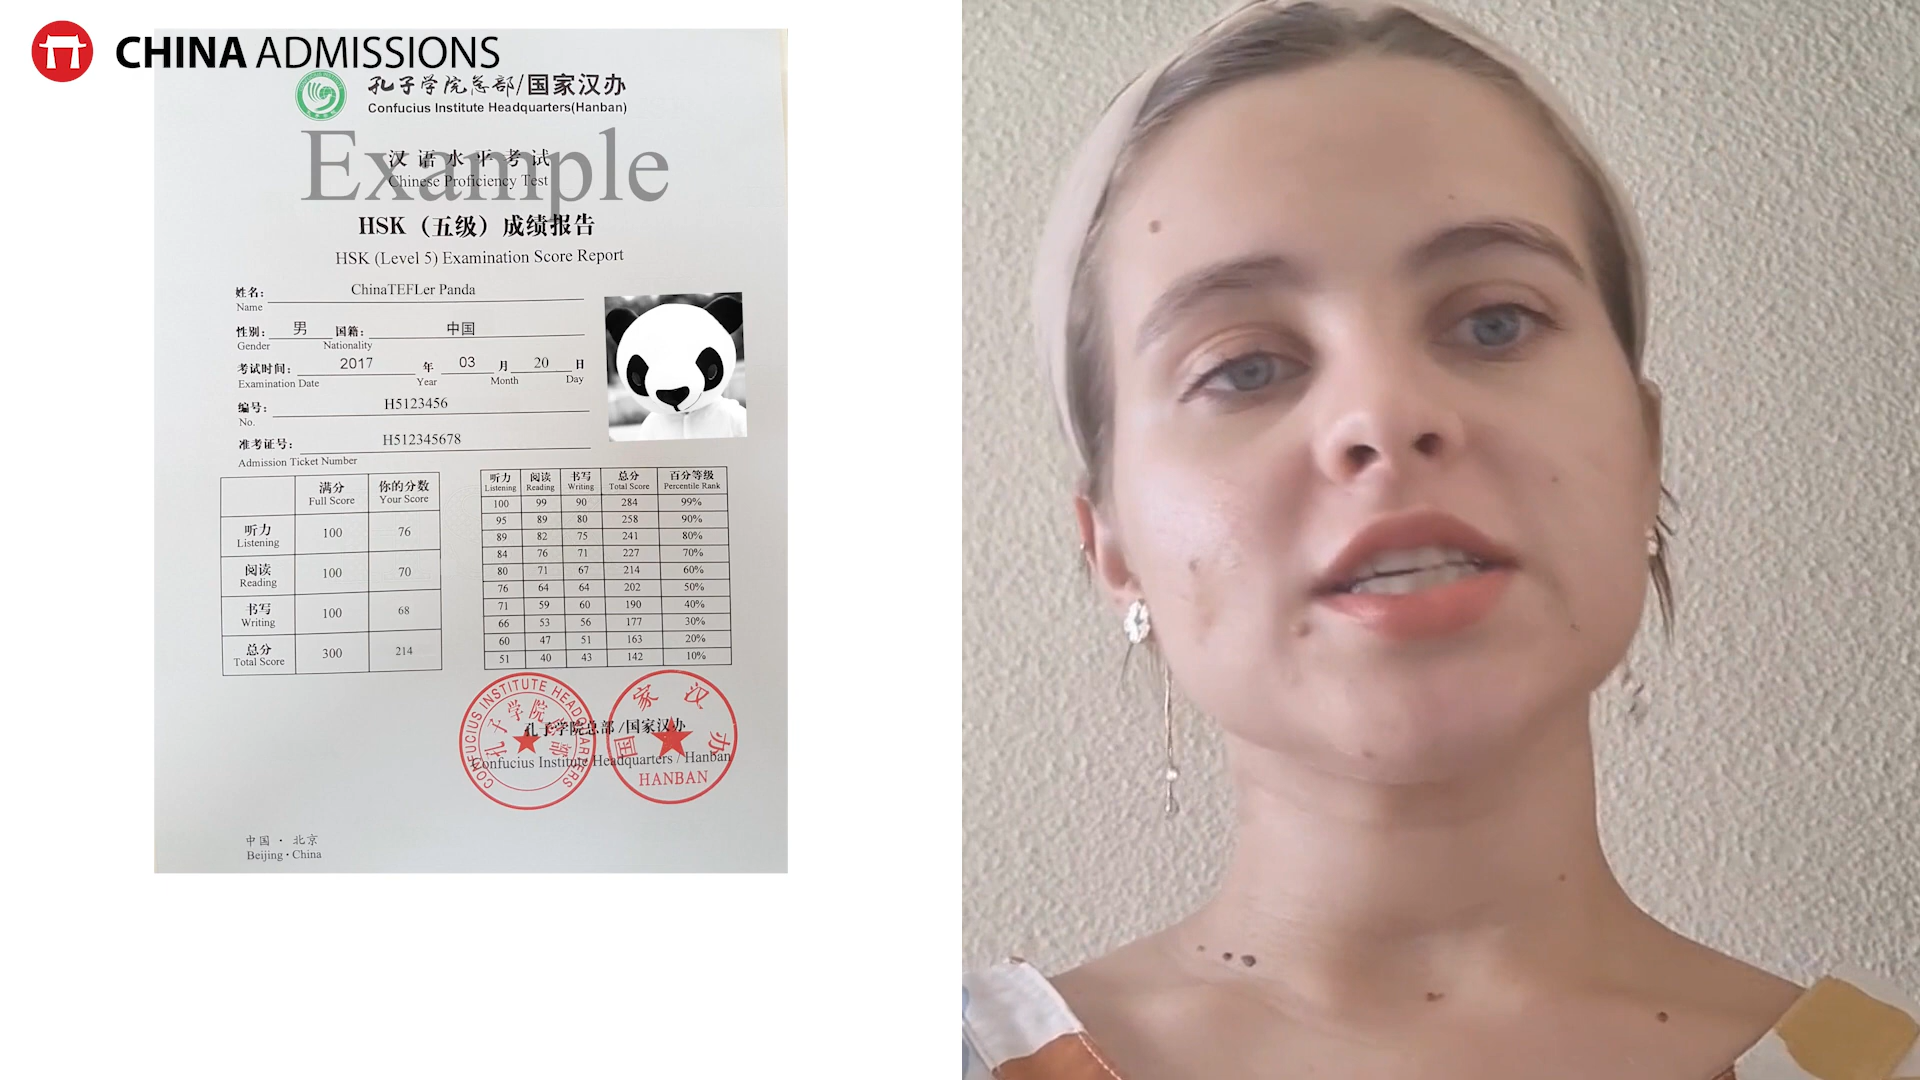 CHINA ADMISSIONS
孔子学院总部/国家汉办
Confucius Institute Headquarters(Hanban)
Example
汉语水平考试
Chinese Proficiency Test
HSK（五级）成绩报告
HSK (Level 5) Examination Score Report
姓名: ChinaTEFLer Panda
Name
性别: 男 国籍: 中国
Gender Nationality
考试时间: 2017 年 03 月 20 日
Examination Date Year Month Day
编号: H5123456
No.
准考证号: H512345678
Admission Ticket Number
满分 你的分数
Full Score Your Score
听力 100 76
Listening
阅读 100 70
Reading
书写 100 68
Writing
总分 300 214
Total Score
听力 阅读 书写 总分 百分等级
Listening Reading Writing Total Score Percentile Rank
100 99 90 284 99%
95 89 80 258 90%
89 82 75 241 80%
84 76 71 227 70%
80 71 67 214 60%
76 64 64 202 50%
71 59 60 190 40%
66 53 56 177 30%
60 47 51 163 20%
51 40 43 142 10%
CONFUCIUS INSTITUTE HEADQUARTERS
孔子学院总部
国家汉办
HANBAN
孔子学院总部/国家汉办
Confucius Institute Headquarters / Hanban
中国 · 北京
Beijing · China